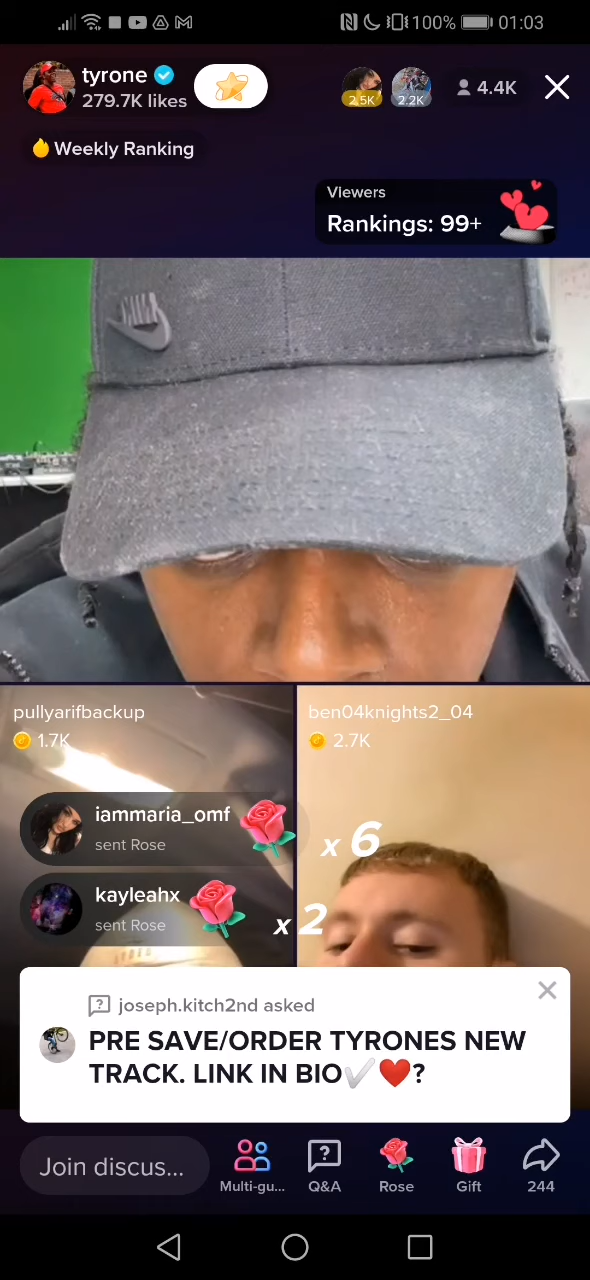 100%
01:03
tyrone
279.7K likes
2.5K
2.2K
4.4K
Weekly Ranking
Viewers
Rankings: 99+
pullyarifbackup
1.7K
ben04knights2_04
2.7K
iammaria_omf
sent Rose
x 6
kayleahx
sent Rose
x 2
joseph.kitch2nd asked
PRE SAVE/ORDER TYRONES NEW
TRACK. LINK IN BIO✔️❤️?
Join discus...
Multi-gu...
Q&A
Rose
Gift
244